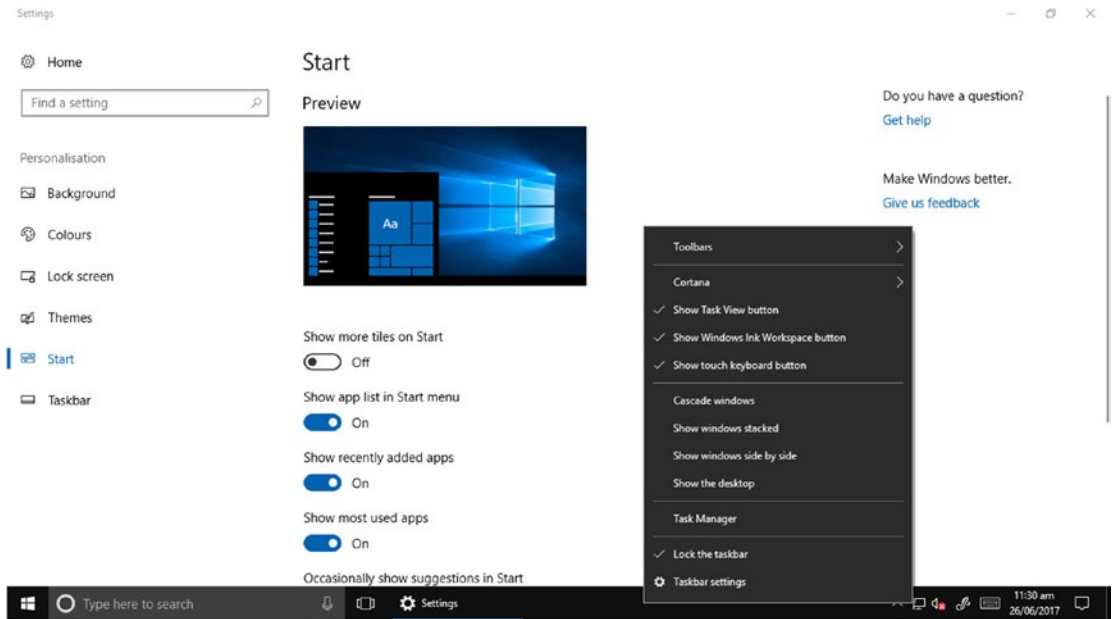 Settings
Home
Find a setting
Personalisation
Background
Colours
Lock screen
Themes
Start
Taskbar
Start
Preview
Aa
Show more tiles on Start
Off
Show app list in Start menu
On
Show recently added apps
On
Show most used apps
On
Occasionally show suggestions in Start
Do you have a question?
Get help
Make Windows better.
Give us feedback
Toolbars
Cortana
Show Task View button
Show Windows Ink Workspace button
Show touch keyboard button
Cascade windows
Show windows stacked
Show windows side by side
Show the desktop
Task Manager
Lock the taskbar
Taskbar settings
Type here to search
Settings
11:30 am
26/06/2017